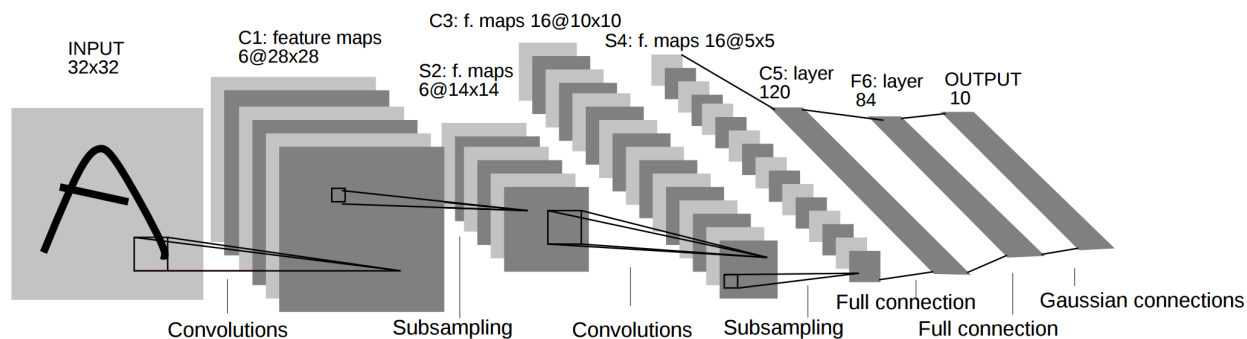 INPUT
32x32
C1: feature maps
6@28x28
S2: f. maps
6@14x14
C3: f. maps 16@10x10
S4: f. maps 16@5x5
C5: layer
120
F6: layer
84
OUTPUT
10
Convolutions
Subsampling
Convolutions
Subsampling
Full connection
Full connection
Gaussian connections